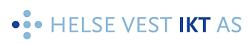 HELSE VEST IKT AS